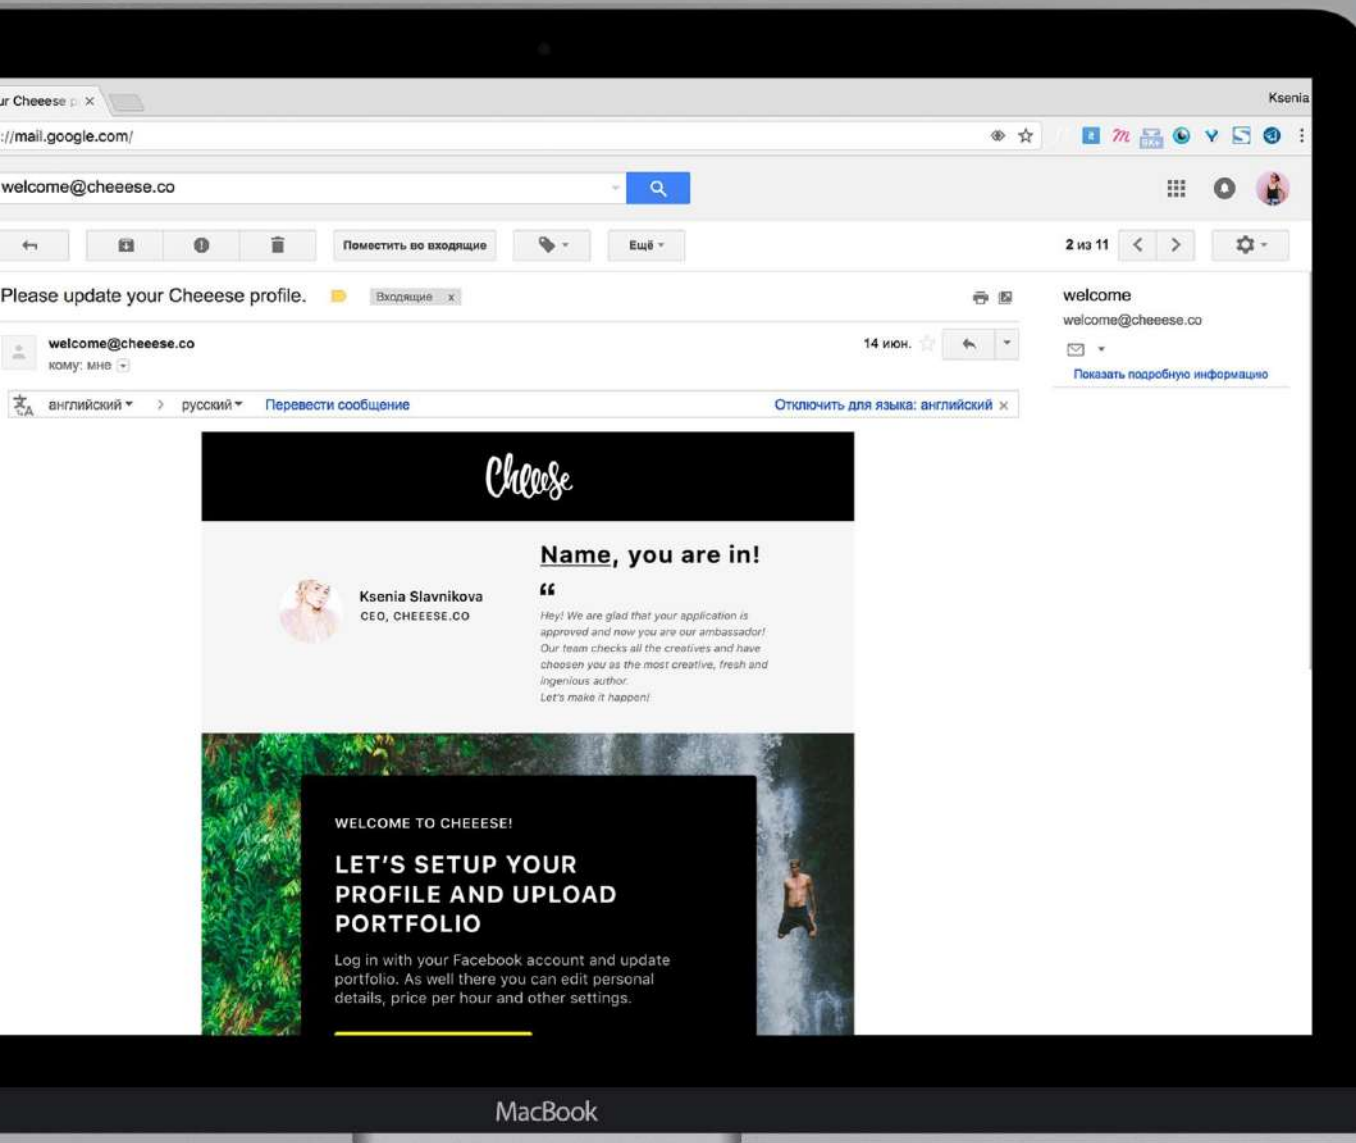 ur Cheeese p
Ksenia
://mail.google.com/
welcome@cheeese.co
Поместить во входящие
Ещё
2 из 11
Please update your Cheeese profile.
Входящие x
welcome
welcome@cheeese.co
welcome@cheeese.co
14 июн.
кому: мне
Показать подробную информацию
английский > русский Перевести сообщение
Отключить для языка: английский
Cheeese
Name, you are in!
“
Ksenia Slavnikova
CEO, CHEEESE.CO
Hey! We are glad that your application is
approved and now you are our ambassador!
Our team checks all the creatives and have
choosen you as the most creative, fresh and
ingenious author.
Let's make it happen!
WELCOME TO CHEEESE!
LET'S SETUP YOUR
PROFILE AND UPLOAD
PORTFOLIO
Log in with your Facebook account and update
portfolio. As well there you can edit personal
details, price per hour and other settings.
MacBook